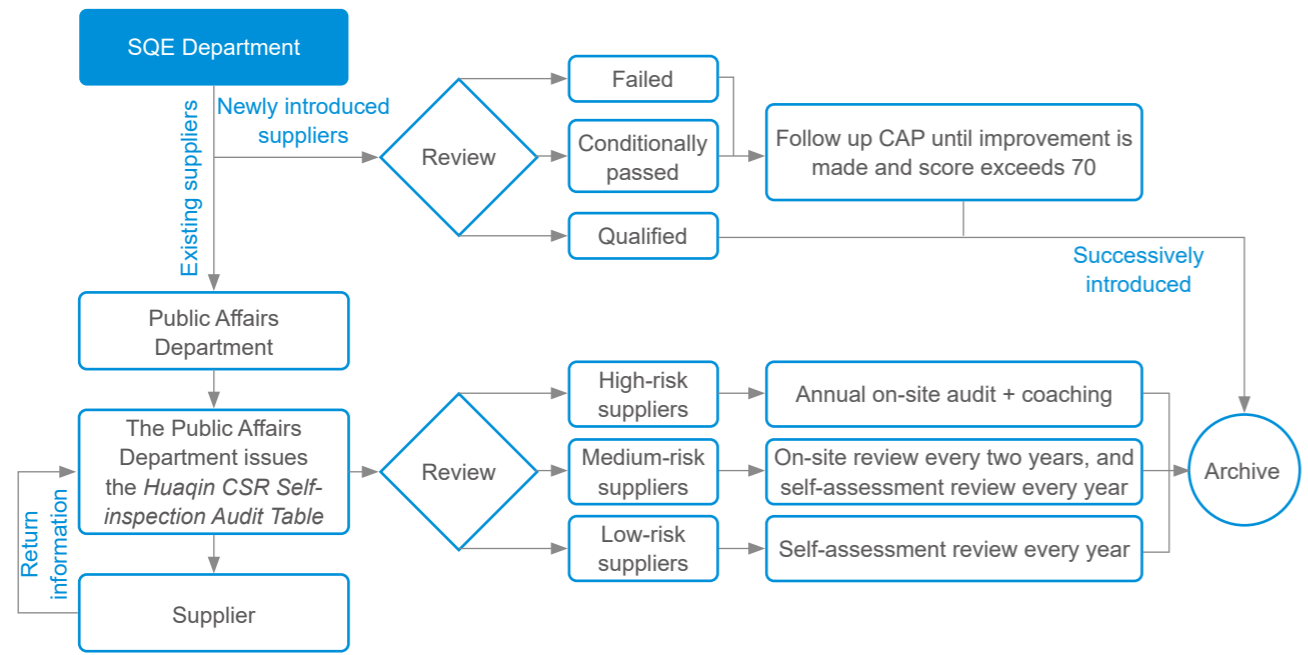 SQE Department
Newly introduced
suppliers
Existing suppliers
Review
Failed
Conditionally
passed
Qualified
Follow up CAP until improvement is
made and score exceeds 70
Successively
introduced
Public Affairs
Department
The Public Affairs
Department issues
the Huaqin CSR Self-
inspection Audit Table
Return
information
Supplier
Review
High-risk
suppliers
Annual on-site audit + coaching
Medium-risk
suppliers
On-site review every two years, and
self-assessment review every year
Low-risk
suppliers
Self-assessment review every year
Archive